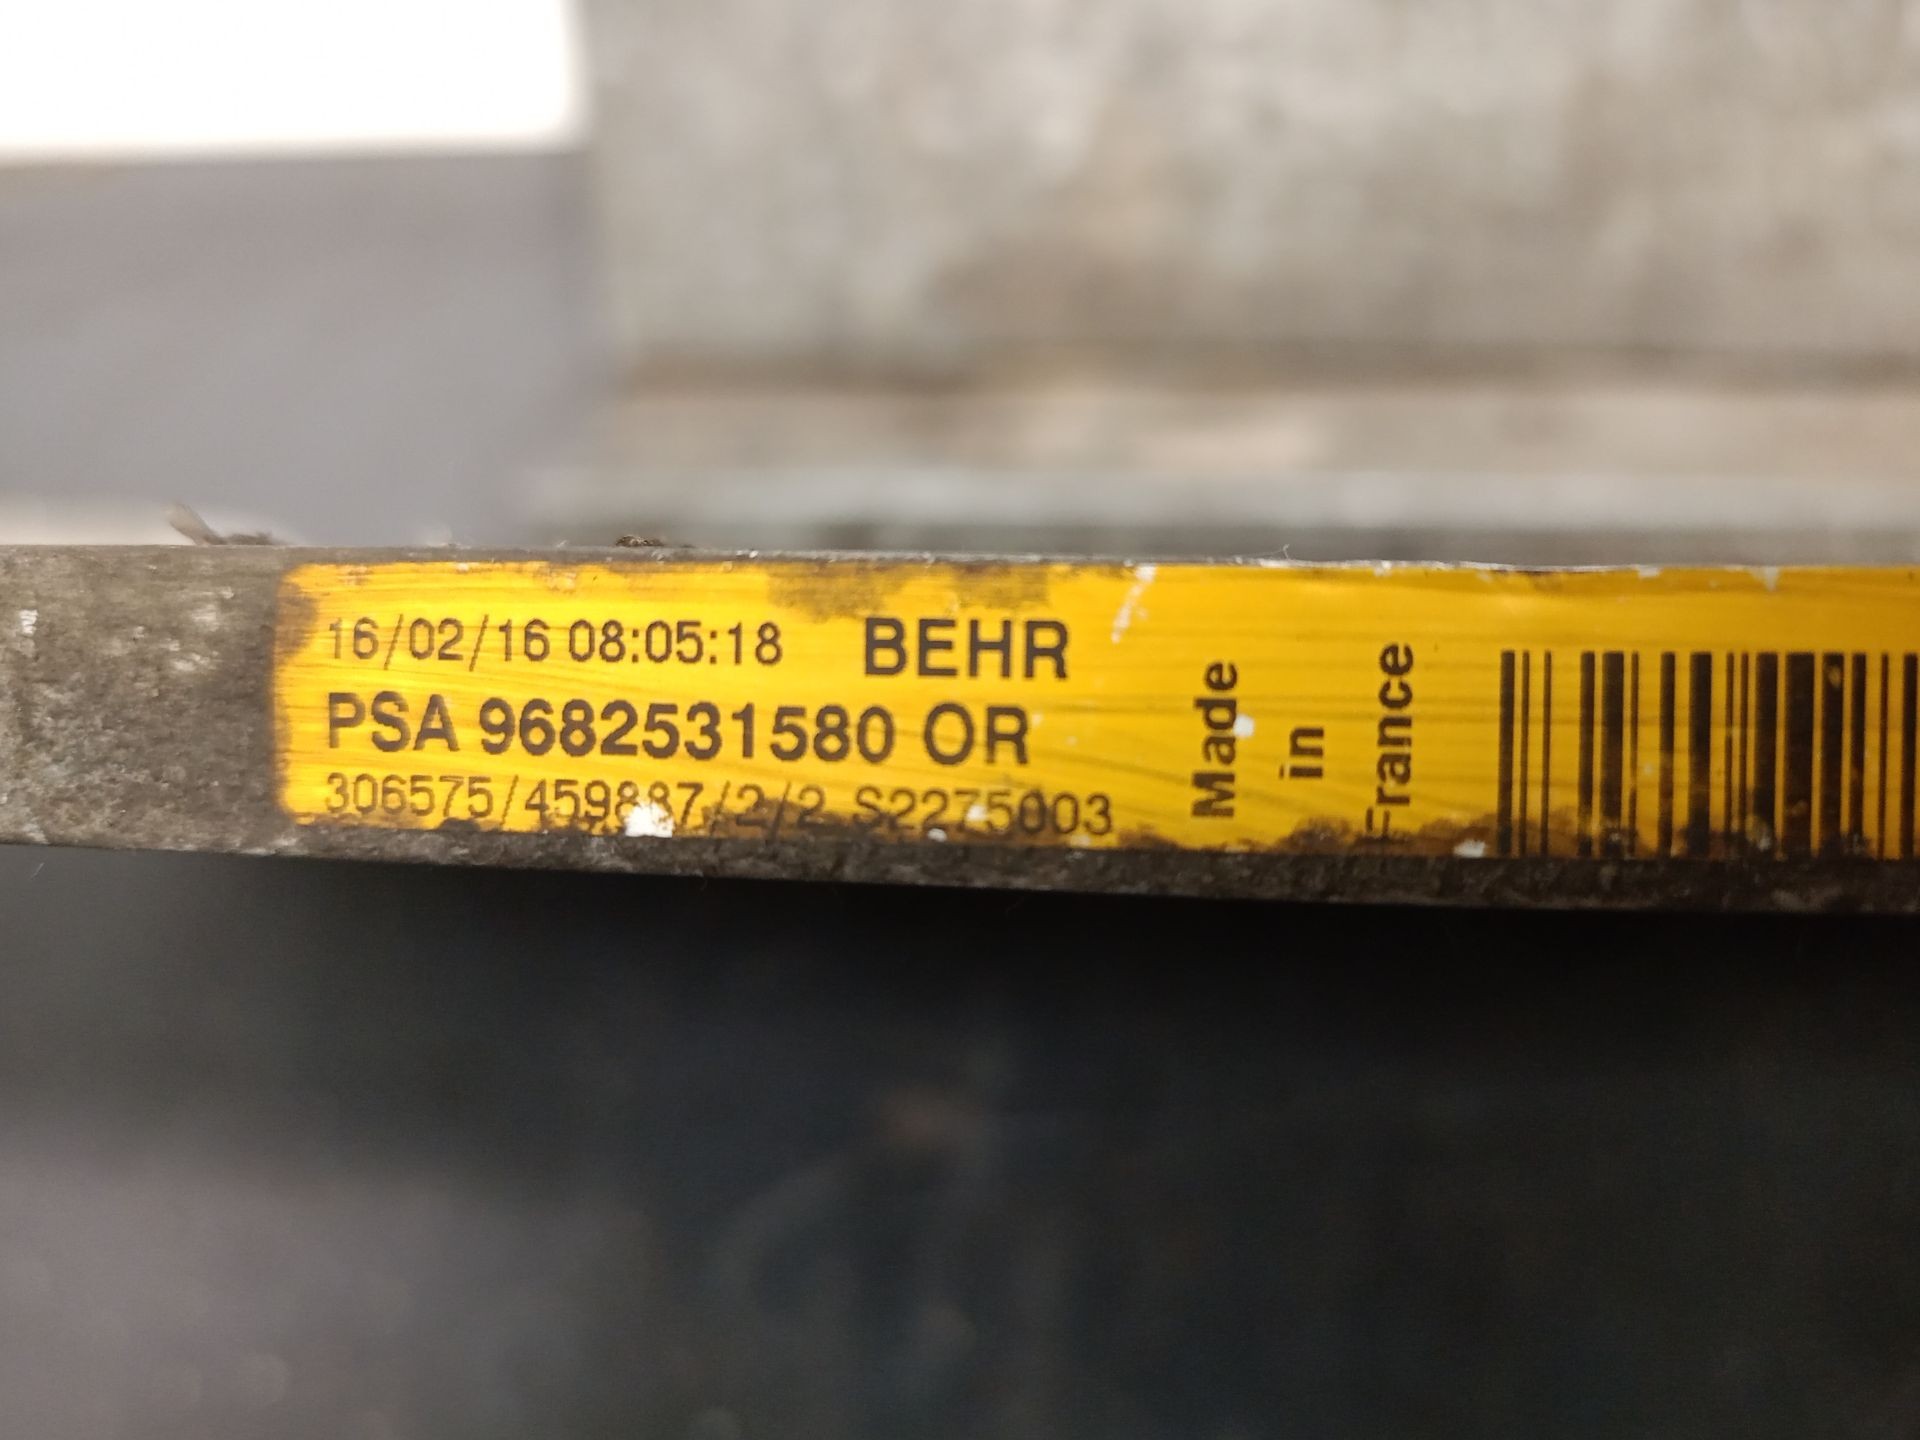 16/02/16 08:05:18 BEHR
PSA 9682531580 OR
306575/459887/2/2 S2275003
Made
in
France